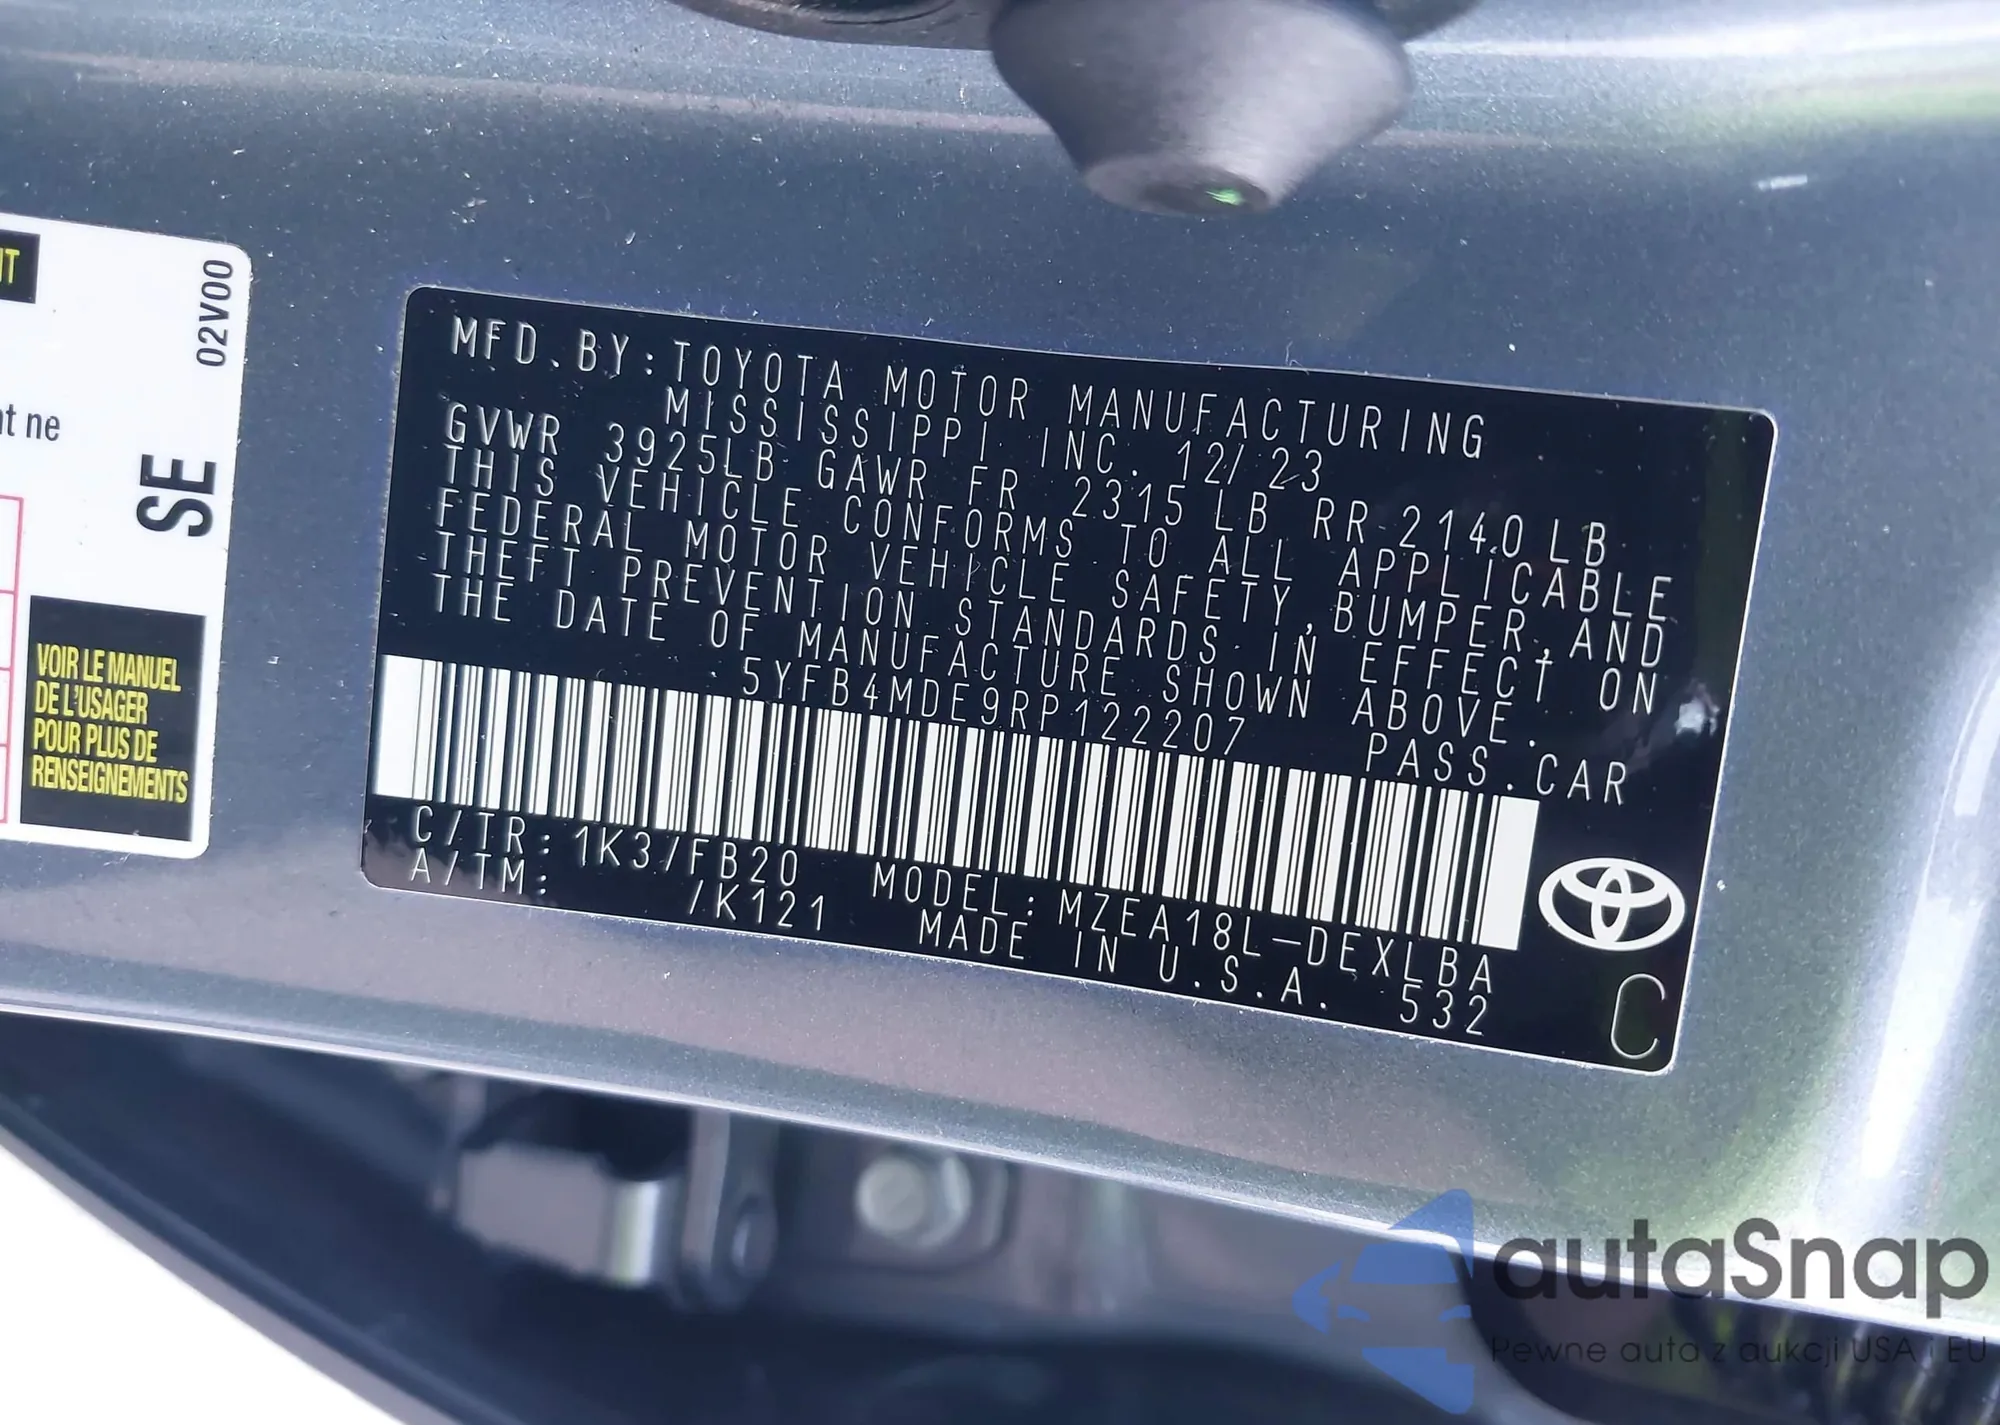 NT
02V00
nt ne
SE
VOIR LE MANUEL
DE L'USAGER
POUR PLUS DE
RENSEIGNEMENTS
MFD.BY:TOYOTA MOTOR MANUFACTURING
MISSISSIPPI, INC. 12/23
GVWR 3925LB GAWR FR 2315 LB RR 2140LB
THIS VEHICLE CONFORMS TO ALL APPLICABLE
FEDERAL MOTOR VEHICLE SAFETY,BUMPER,AND
THEFT PREVENTION STANDARDS IN EFFECT ON
THE DATE OF MANUFACTURE SHOWN ABOVE.
5YFB4MDE9RP122207 PASS.CAR
C/TR:1K3/FB20 MODEL:MZEA18L-DEXLBA
A/TM: /K121 MADE IN U.S.A. 532
C
autaSnap
Pewne auta z aukcji USA i EU